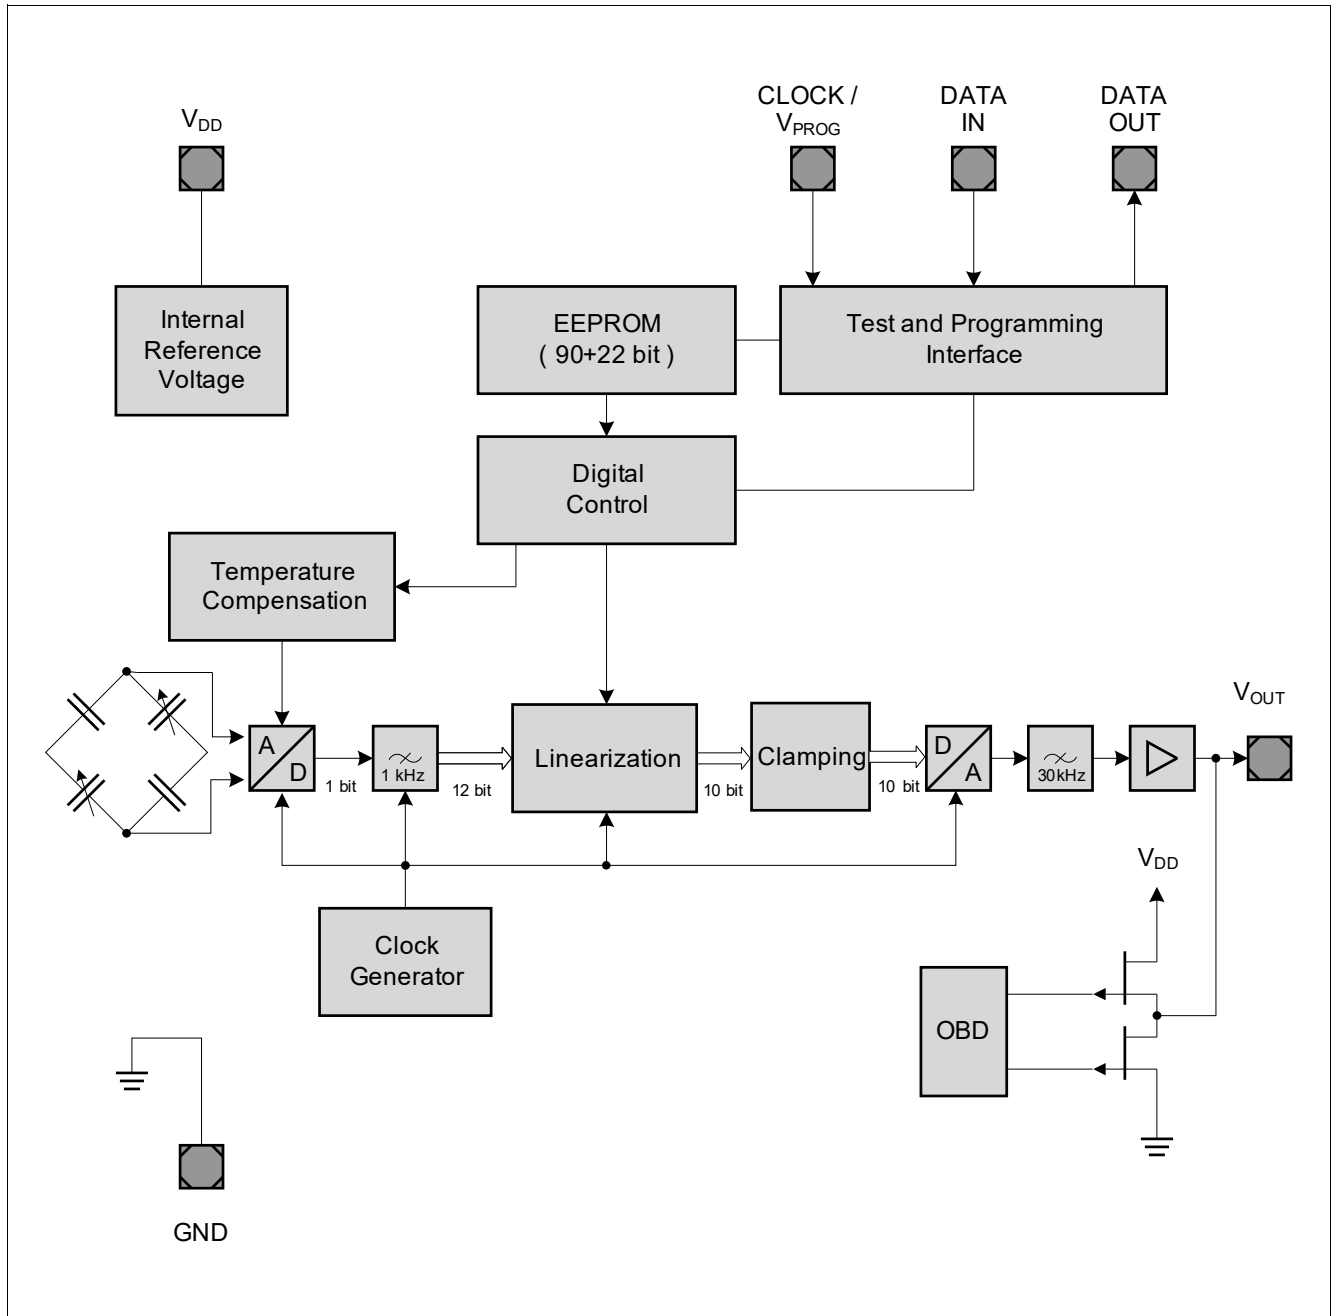 CLOCK /
VPROG
DATA
IN
DATA
OUT
VDD
Internal
Reference
Voltage
EEPROM
( 90+22 bit )
Test and Programming
Interface
Digital
Control
Temperature
Compensation
A
D
1 bit
1 kHz
12 bit
Linearization
10 bit
Clamping
10 bit
D
A
30kHz
VOUT
VDD
Clock
Generator
OBD
GND